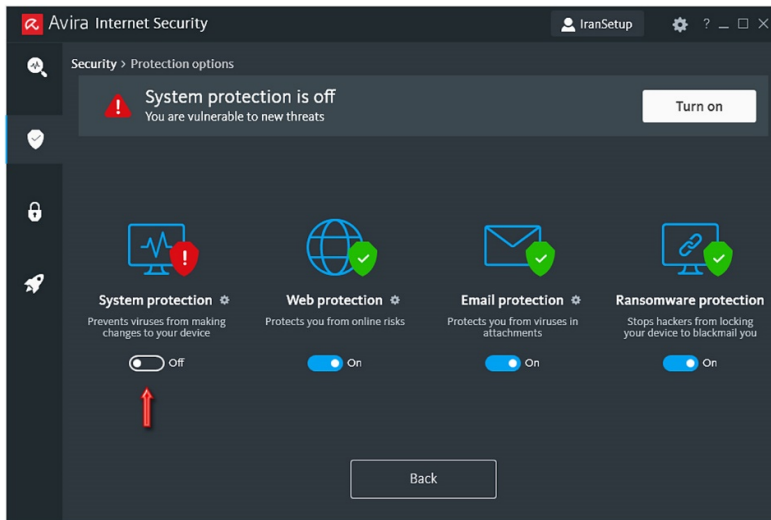 Avira Internet Security
IranSetup
?
Security > Protection options
System protection is off
You are vulnerable to new threats
Turn on
System protection
Prevents viruses from making
changes to your device
Off
Web protection
Protects you from online risks
On
Email protection
Protects you from viruses in
attachments
On
Ransomware protection
Stops hackers from locking
your device to blackmail you
On
Back